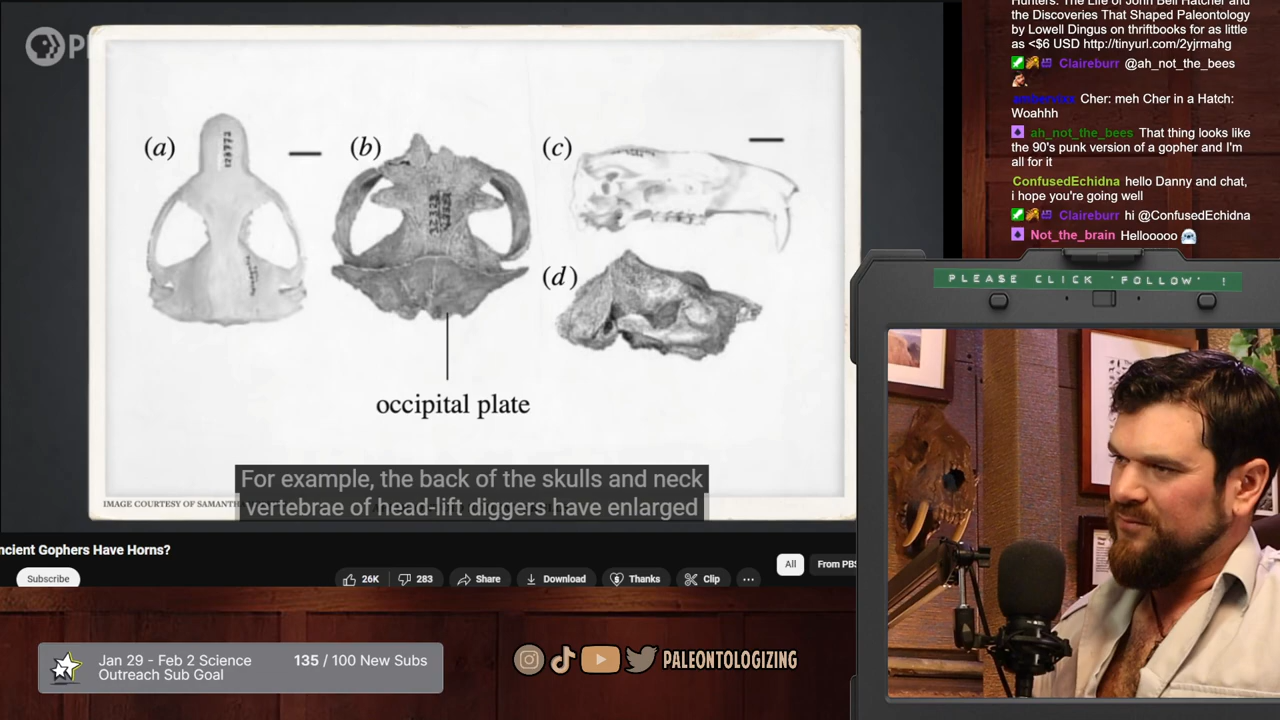 Hunters: The Life of John Bell Hatcher and
the Discoveries That Shaped Paleontology
by Lowell Dingus on thriftbooks for as little
as <$6 USD http://tinyurl.com/2yjrmahg
Claireburr @ah_not_the_bees
Cher: meh Cher in a Hatch:
Woahhh
ah_not_the_bees That thing looks like
the 90's punk version of a gopher and I'm
all for it
ConfusedEchidna hello Danny and chat,
i hope you're going well
Claireburr hi @ConfusedEchidna
Not_the_brain Hellooooo
PLEASE CLICK 'FOLLOW' !
P
(a)
(b)
(c)
(d)
occipital plate
For example, the back of the skulls and neck
vertebrae of head-lift diggers have enlarged
IMAGE COURTESY OF SAMANTH
ncient Gophers Have Horns?
Subscribe
26K
283
Share
Download
Thanks
Clip
All
From PBS
Jan 29 - Feb 2 Science
Outreach Sub Goal
135 / 100 New Subs
PALEONTOLOGIZING